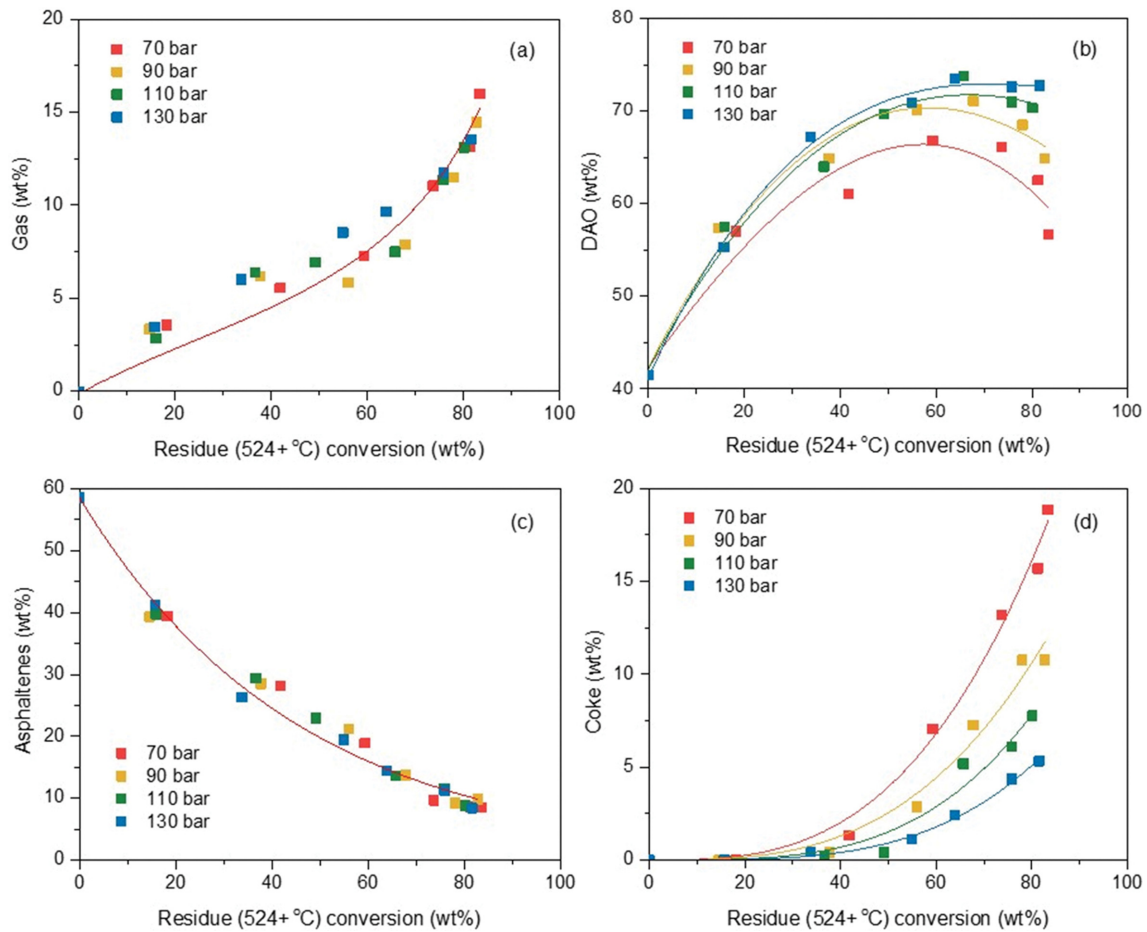 20
15
10
5
0
Gas (wt%)
(a)
70 bar
90 bar
110 bar
130 bar
0 20 40 60 80 100
Residue (524+ °C) conversion (wt%)
80
70
60
50
40
DAO (wt%)
(b)
70 bar
90 bar
110 bar
130 bar
0 20 40 60 80 100
Residue (524+ °C) conversion (wt%)
60
50
40
30
20
10
0
Asphaltenes (wt%)
(c)
70 bar
90 bar
110 bar
130 bar
0 20 40 60 80 100
Residue (524+ °C) conversion (wt%)
20
15
10
5
0
Coke (wt%)
(d)
70 bar
90 bar
110 bar
130 bar
0 20 40 60 80 100
Residue (524+ °C) conversion (wt%)